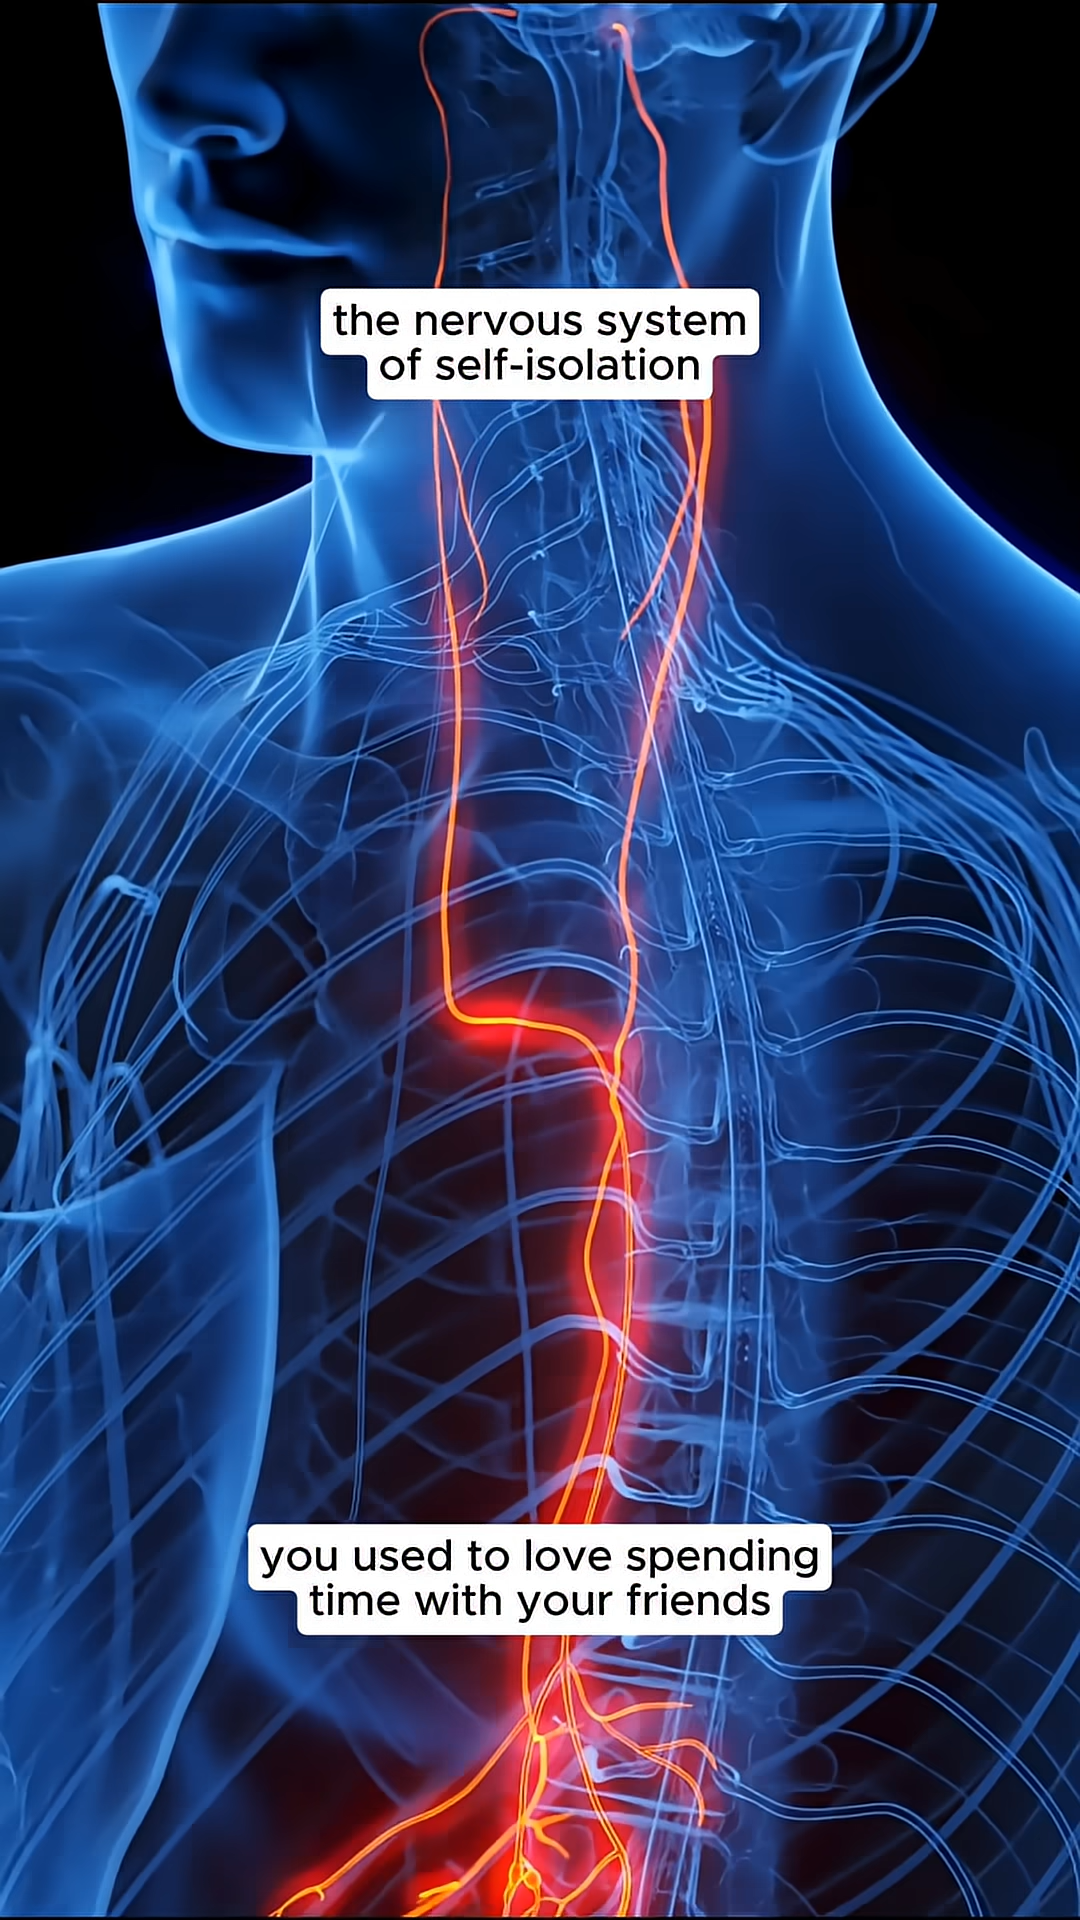 the nervous system
of self-isolation
you used to love spending
time with your friends